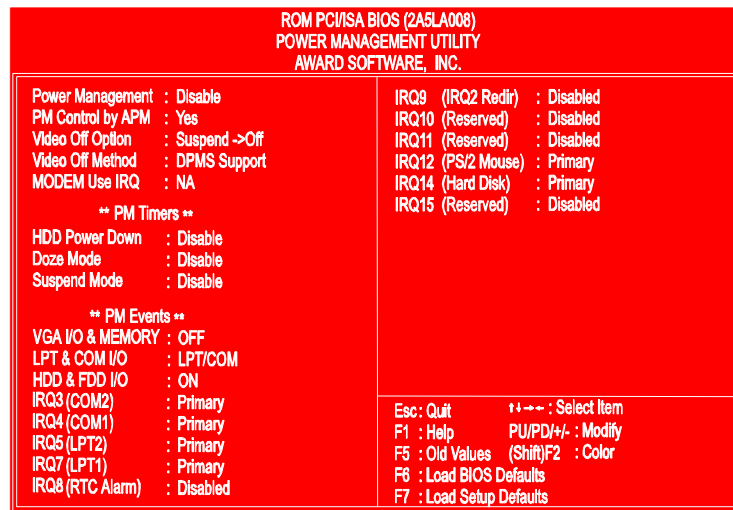 ROM PCI/ISA BIOS (2A5LA008)
POWER MANAGEMENT UTILITY
AWARD SOFTWARE, INC.
Power Management : Disable
PM Control by APM : Yes
Video Off Option : Suspend ->Off
Video Off Method : DPMS Support
MODEM Use IRQ : NA
** PM Timers **
HDD Power Down : Disable
Doze Mode : Disable
Suspend Mode : Disable
** PM Events **
VGA I/O & MEMORY : OFF
LPT & COM I/O : LPT/COM
HDD & FDD I/O : ON
IRQ3 (COM2) : Primary
IRQ4 (COM1) : Primary
IRQ5 (LPT2) : Primary
IRQ7 (LPT1) : Primary
IRQ8 (RTC Alarm) : Disabled
IRQ9 (IRQ2 Redir) : Disabled
IRQ10 (Reserved) : Disabled
IRQ11 (Reserved) : Disabled
IRQ12 (PS/2 Mouse) : Primary
IRQ14 (Hard Disk) : Primary
IRQ15 (Reserved) : Disabled
Esc : Quit ↑↓→← : Select Item
F1 : Help PU/PD/+/- : Modify
F5 : Old Values (Shift)F2 : Color
F6 : Load BIOS Defaults
F7 : Load Setup Defaults